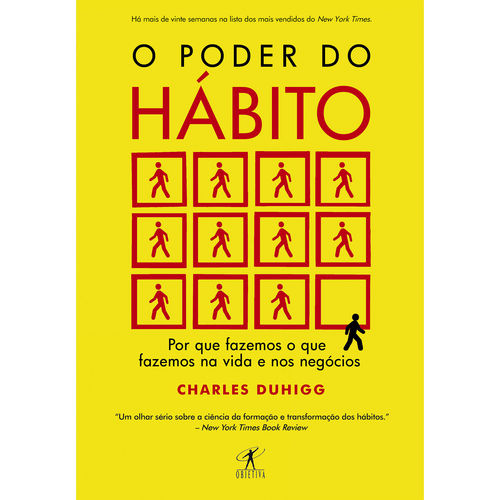 Há mais de vinte semanas na lista dos mais vendidos do New York Times.
O PODER DO
HÁBITO
Por que fazemos o que
fazemos na vida e nos negócios
CHARLES DUHIGG
“Um olhar sério sobre a ciência da formação e transformação dos hábitos.”
– New York Times Book Review
OBJETIVA